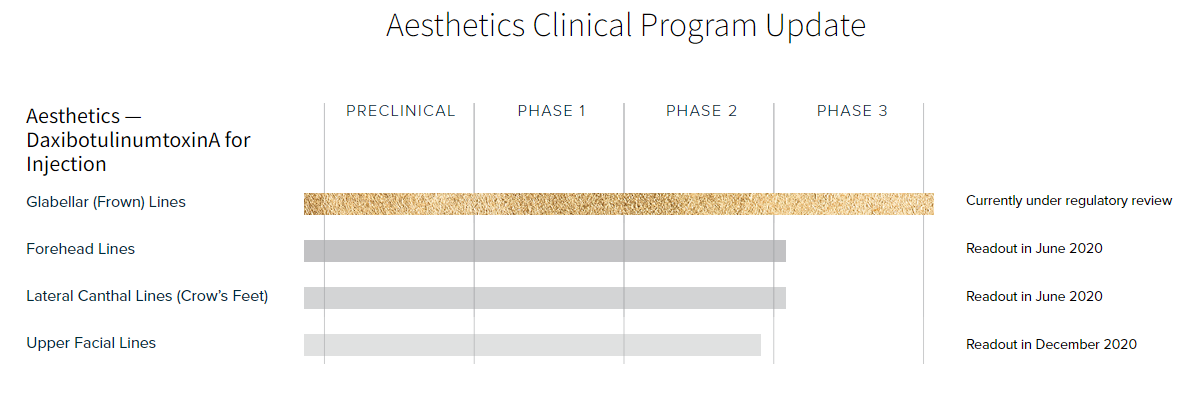 Aesthetics Clinical Program Update
Aesthetics —
DaxibotulinumtoxinA for
Injection
PRECLINICAL
PHASE 1
PHASE 2
PHASE 3
Glabellar (Frown) Lines
Currently under regulatory review
Forehead Lines
Readout in June 2020
Lateral Canthal Lines (Crow’s Feet)
Readout in June 2020
Upper Facial Lines
Readout in December 2020